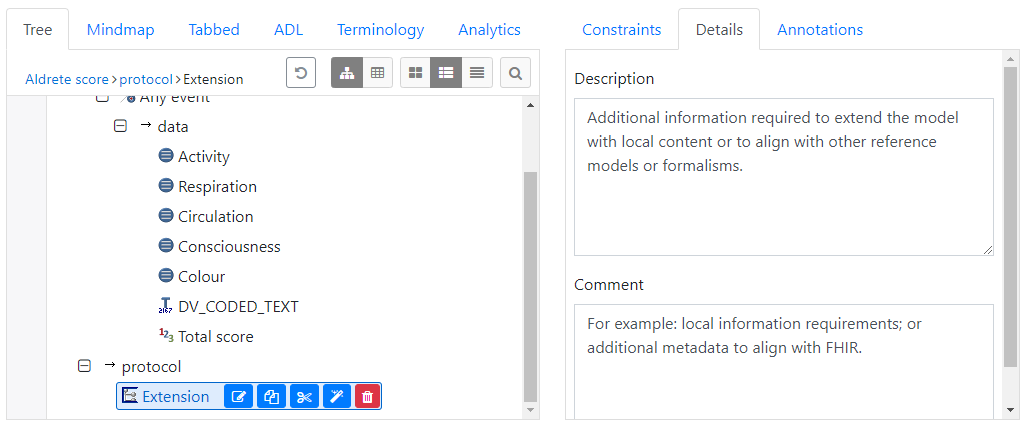 Tree Mindmap Tabbed ADL Terminology Analytics
Aldrete score protocol Extension
Any event
data
Activity
Respiration
Circulation
Consciousness
Colour
DV_CODED_TEXT
Total score
protocol
Extension
Constraints Details Annotations
Description
Additional information required to extend the model
with local content or to align with other reference
models or formalisms.
Comment
For example: local information requirements; or
additional metadata to align with FHIR.